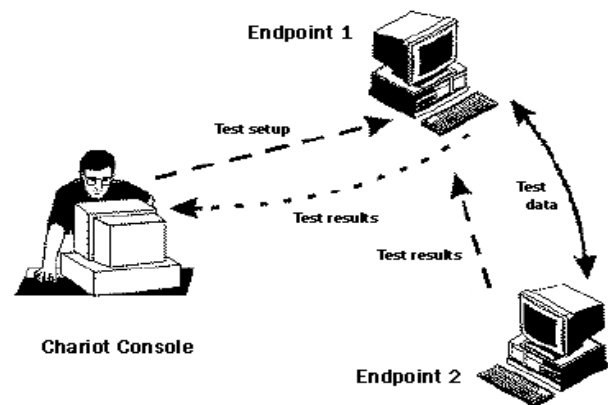 Endpoint 1
Test setup
Test
data
Test results
Test results
Chariot Console
Endpoint 2